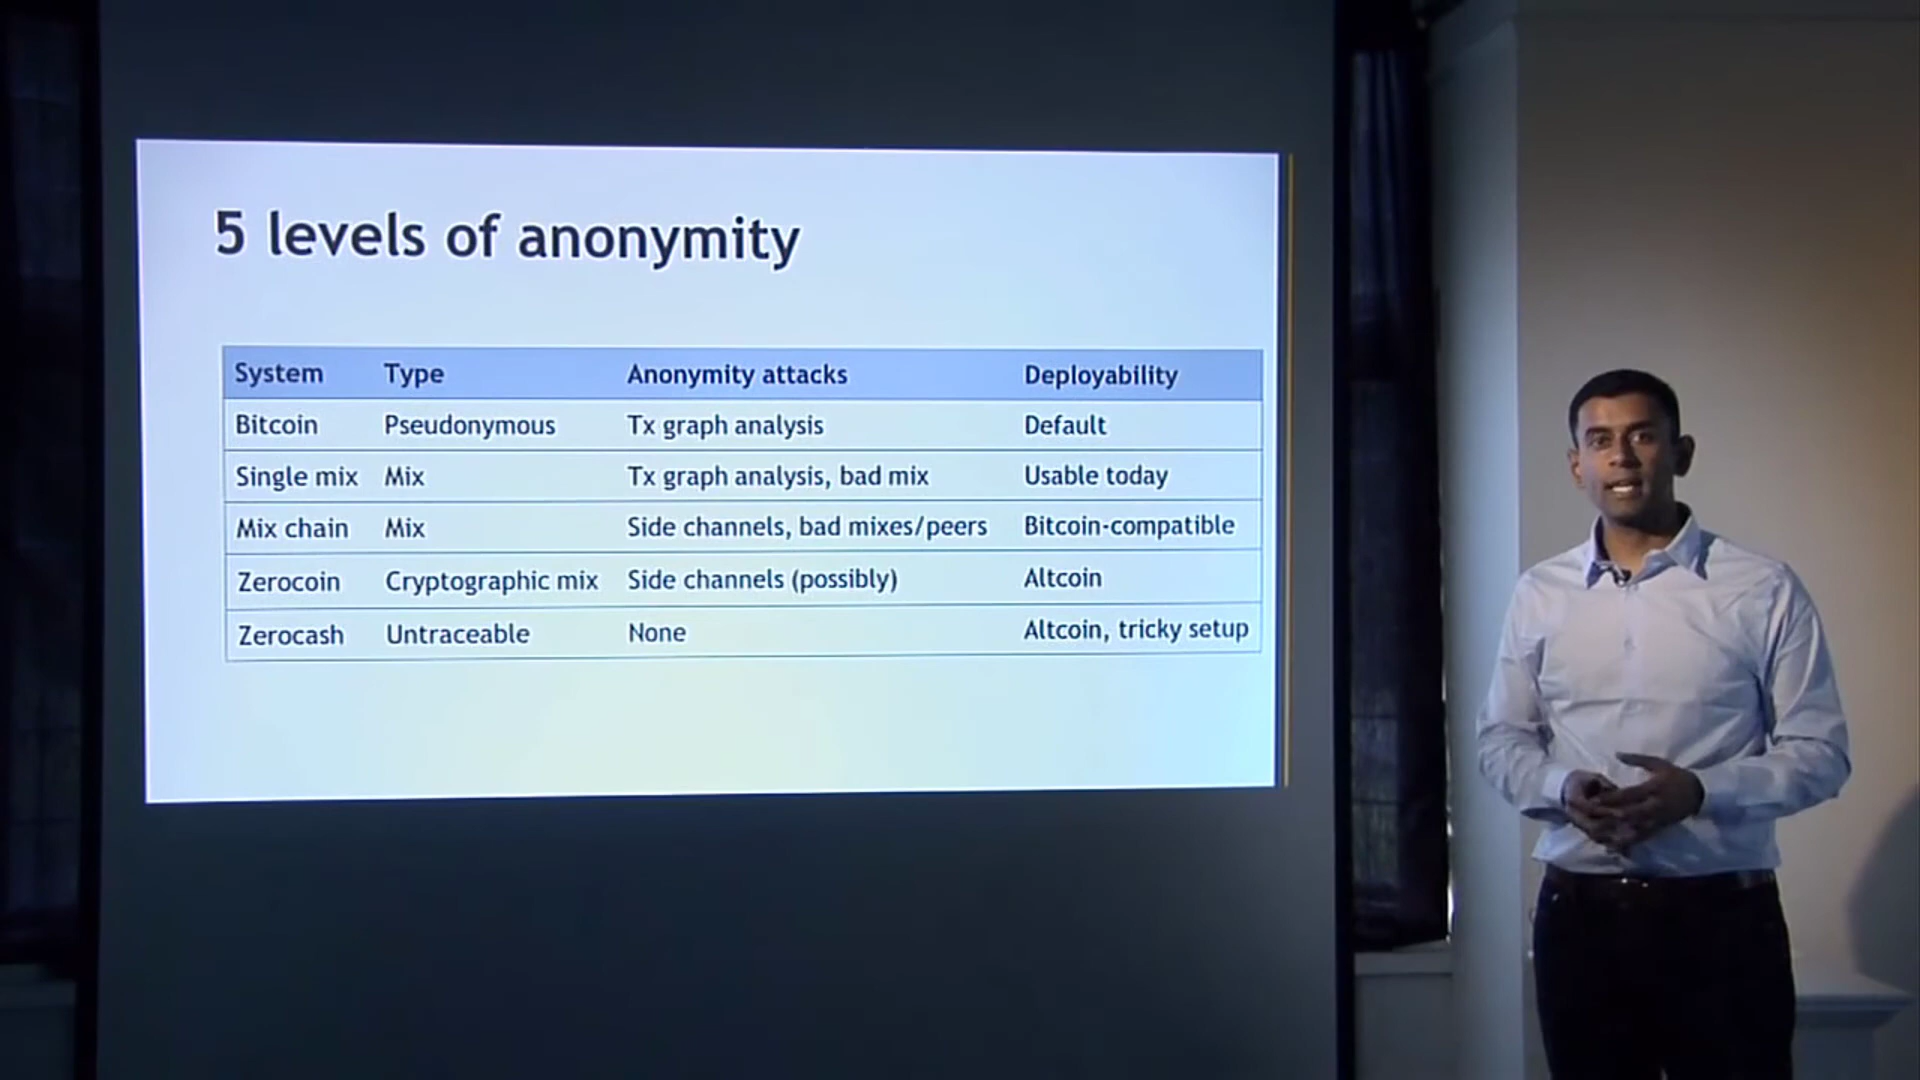 5 levels of anonymity
System Type Anonymity attacks Deployability
Bitcoin Pseudonymous Tx graph analysis Default
Single mix Mix Tx graph analysis, bad mix Usable today
Mix chain Mix Side channels, bad mixes/peers Bitcoin-compatible
Zerocoin Cryptographic mix Side channels (possibly) Altcoin
Zerocash Untraceable None Altcoin, tricky setup